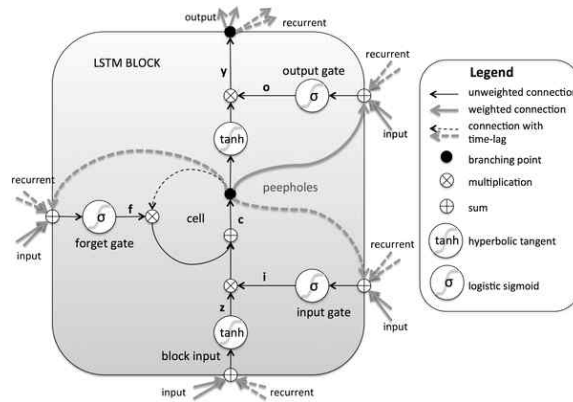 output
recurrent
LSTM BLOCK
y
o
output gate
σ
recurrent
input
tanh
peepholes
recurrent
f
σ
forget gate
input
cell
c
i
σ
input gate
recurrent
input
z
tanh
block input
input
recurrent
Legend
unweighted connection
weighted connection
connection with
time-lag
branching point
multiplication
sum
tanh
hyperbolic tangent
σ
logistic sigmoid